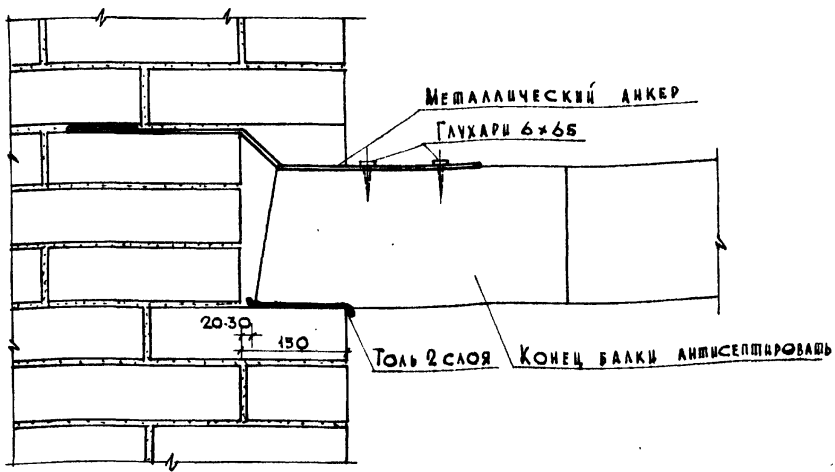 Металлический анкер
Глухари 6×65
20-30
150
Толь 2 слоя
Конец балки антисептировать